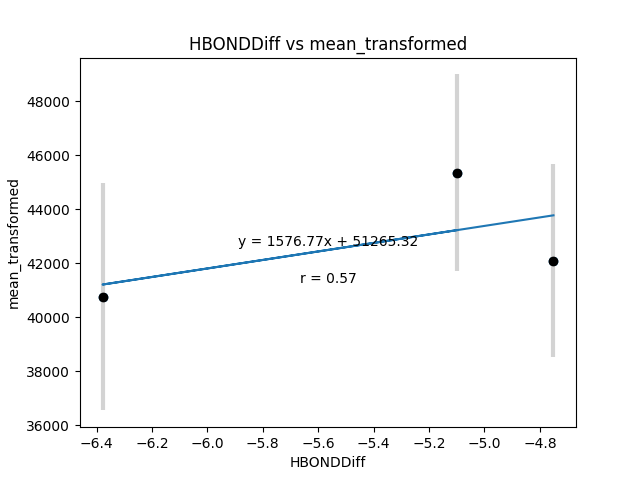 HBONDDiff vs mean_transformed
mean_transformed
48000
46000
44000
42000
40000
38000
36000
y = 1576.77x + 51265.32
r = 0.57
−6.4 −6.2 −6.0 −5.8 −5.6 −5.4 −5.2 −5.0 −4.8
HBONDDiff